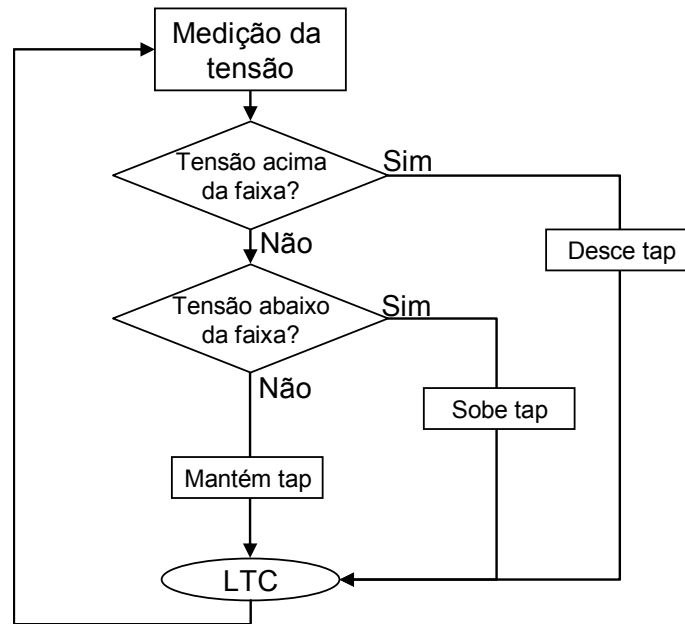 Medição da
tensão
Tensão acima
da faixa?
Sim
Não
Desce tap
Tensão abaixo
da faixa?
Sim
Não
Sobe tap
Mantém tap
LTC